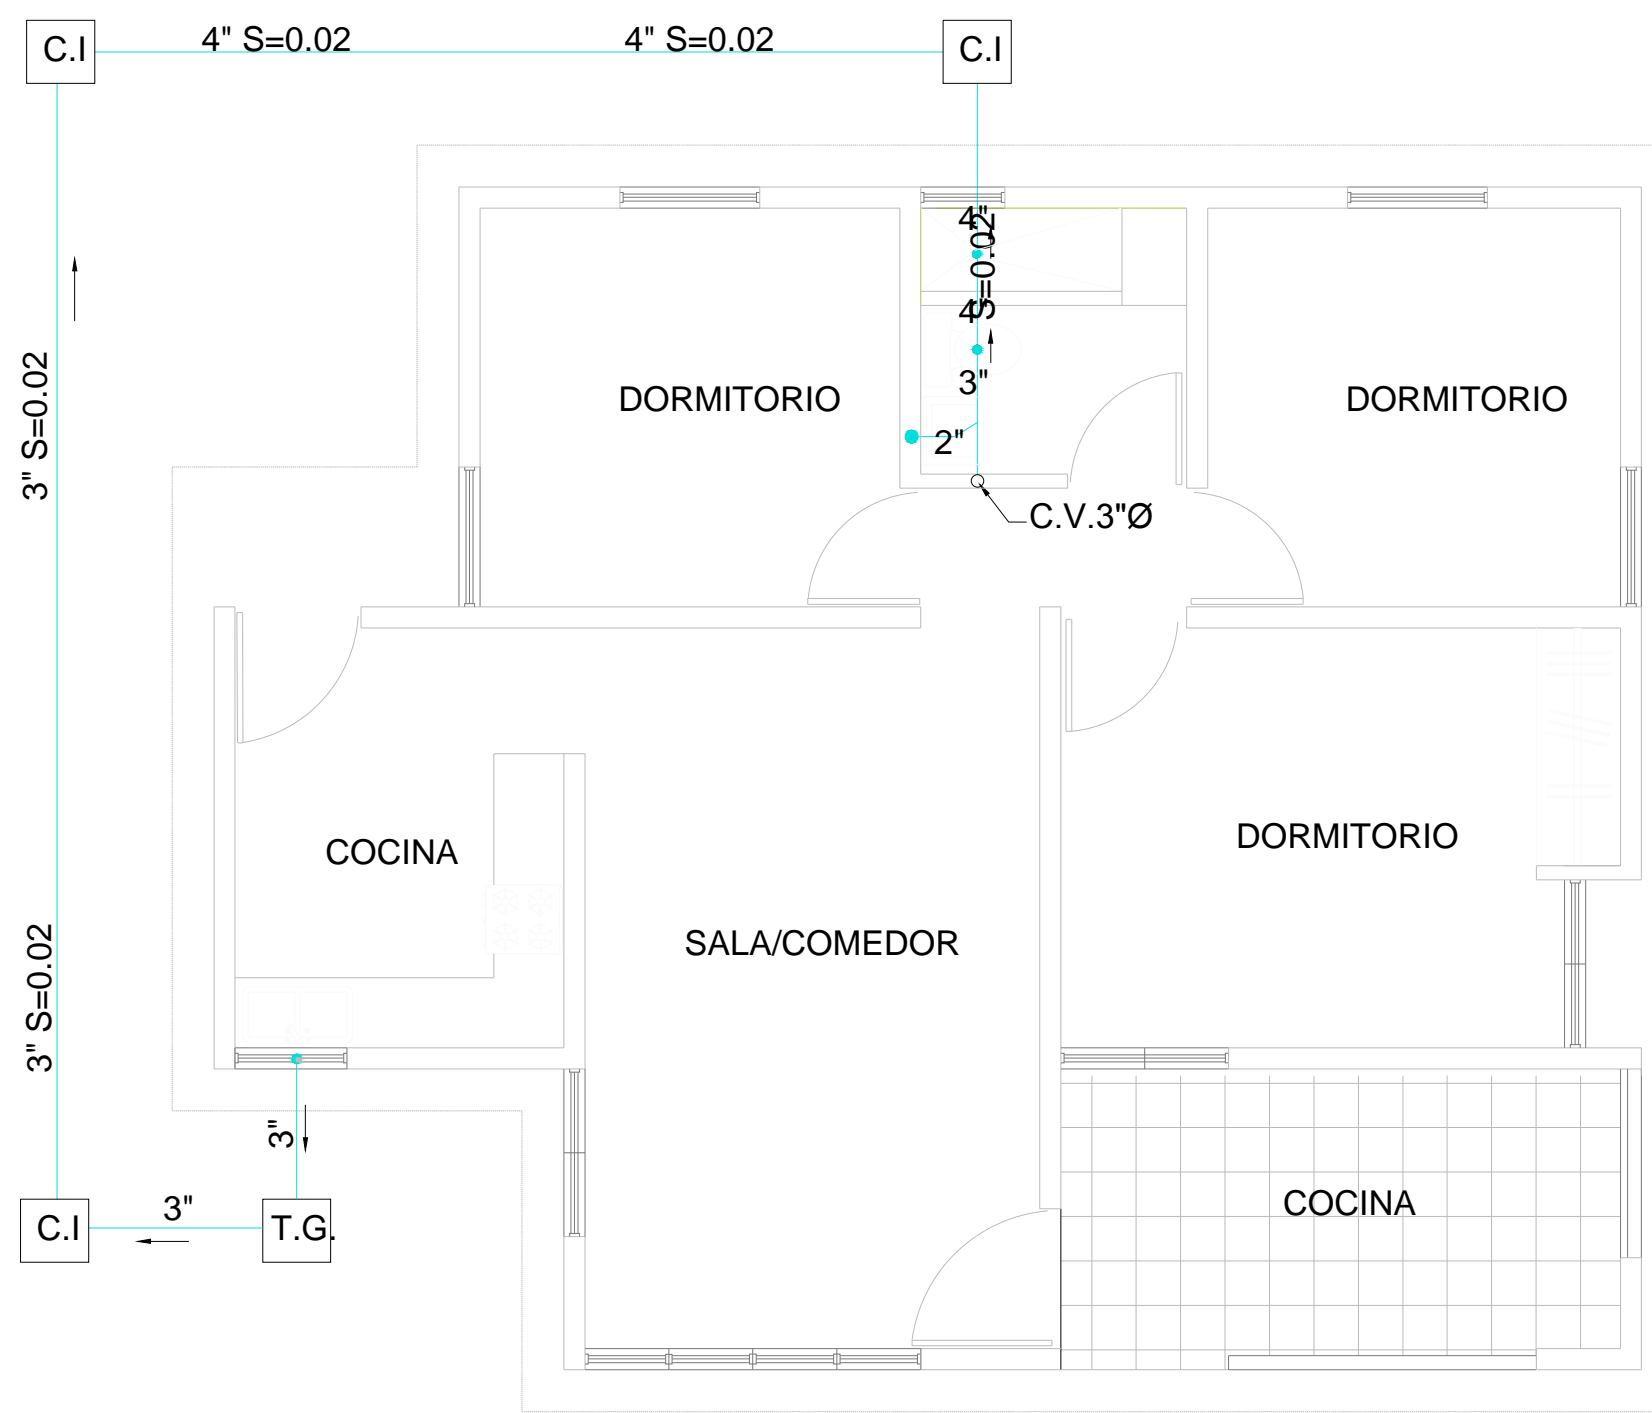 C.I
4" S=0.02
4" S=0.02
C.I
4"
S=0.02
4"
3"
2"
C.V.3"Ø
DORMITORIO
DORMITORIO
3" S=0.02
COCINA
DORMITORIO
SALA/COMEDOR
3" S=0.02
3"
COCINA
C.I
3"
T.G.